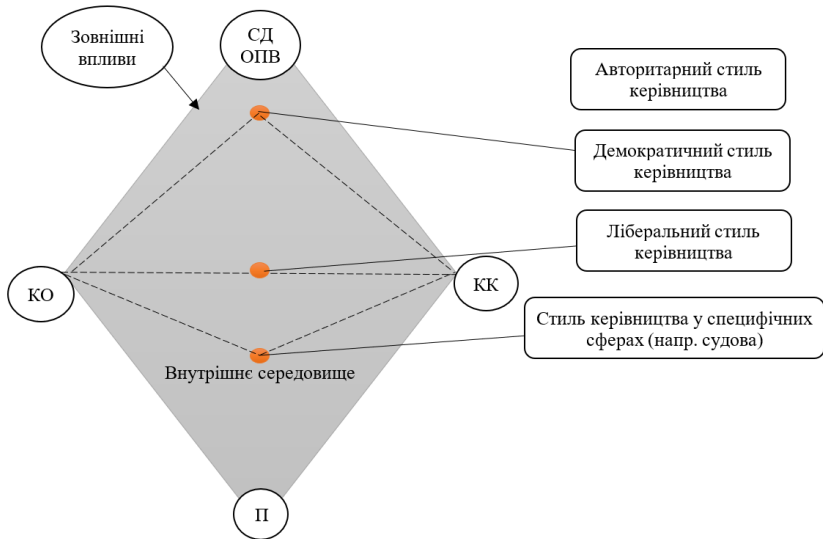 Зовнішні
впливи
СД
ОПВ
Авторитарний стиль
керівництва
Демократичний стиль
керівництва
Ліберальний стиль
керівництва
КО
КК
Стиль керівництва у специфічних
сферах (напр. судова)
Внутрішнє середовище
П